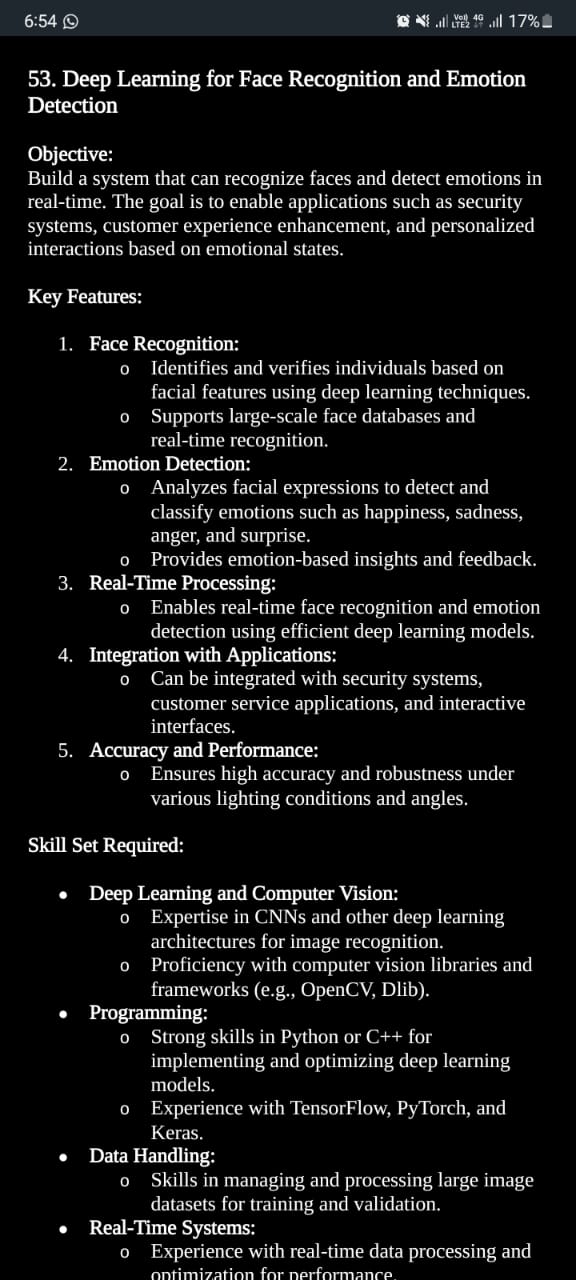 6:54
Vo)) 4G
LTE2
17%
53. Deep Learning for Face Recognition and Emotion
Detection
Objective:
Build a system that can recognize faces and detect emotions in
real-time. The goal is to enable applications such as security
systems, customer experience enhancement, and personalized
interactions based on emotional states.
Key Features:
1. Face Recognition:
o Identifies and verifies individuals based on
facial features using deep learning techniques.
o Supports large-scale face databases and
real-time recognition.
2. Emotion Detection:
o Analyzes facial expressions to detect and
classify emotions such as happiness, sadness,
anger, and surprise.
o Provides emotion-based insights and feedback.
3. Real-Time Processing:
o Enables real-time face recognition and emotion
detection using efficient deep learning models.
4. Integration with Applications:
o Can be integrated with security systems,
customer service applications, and interactive
interfaces.
5. Accuracy and Performance:
o Ensures high accuracy and robustness under
various lighting conditions and angles.
Skill Set Required:
• Deep Learning and Computer Vision:
o Expertise in CNNs and other deep learning
architectures for image recognition.
o Proficiency with computer vision libraries and
frameworks (e.g., OpenCV, Dlib).
• Programming:
o Strong skills in Python or C++ for
implementing and optimizing deep learning
models.
o Experience with TensorFlow, PyTorch, and
Keras.
• Data Handling:
o Skills in managing and processing large image
datasets for training and validation.
• Real-Time Systems:
o Experience with real-time data processing and
optimization for performance.